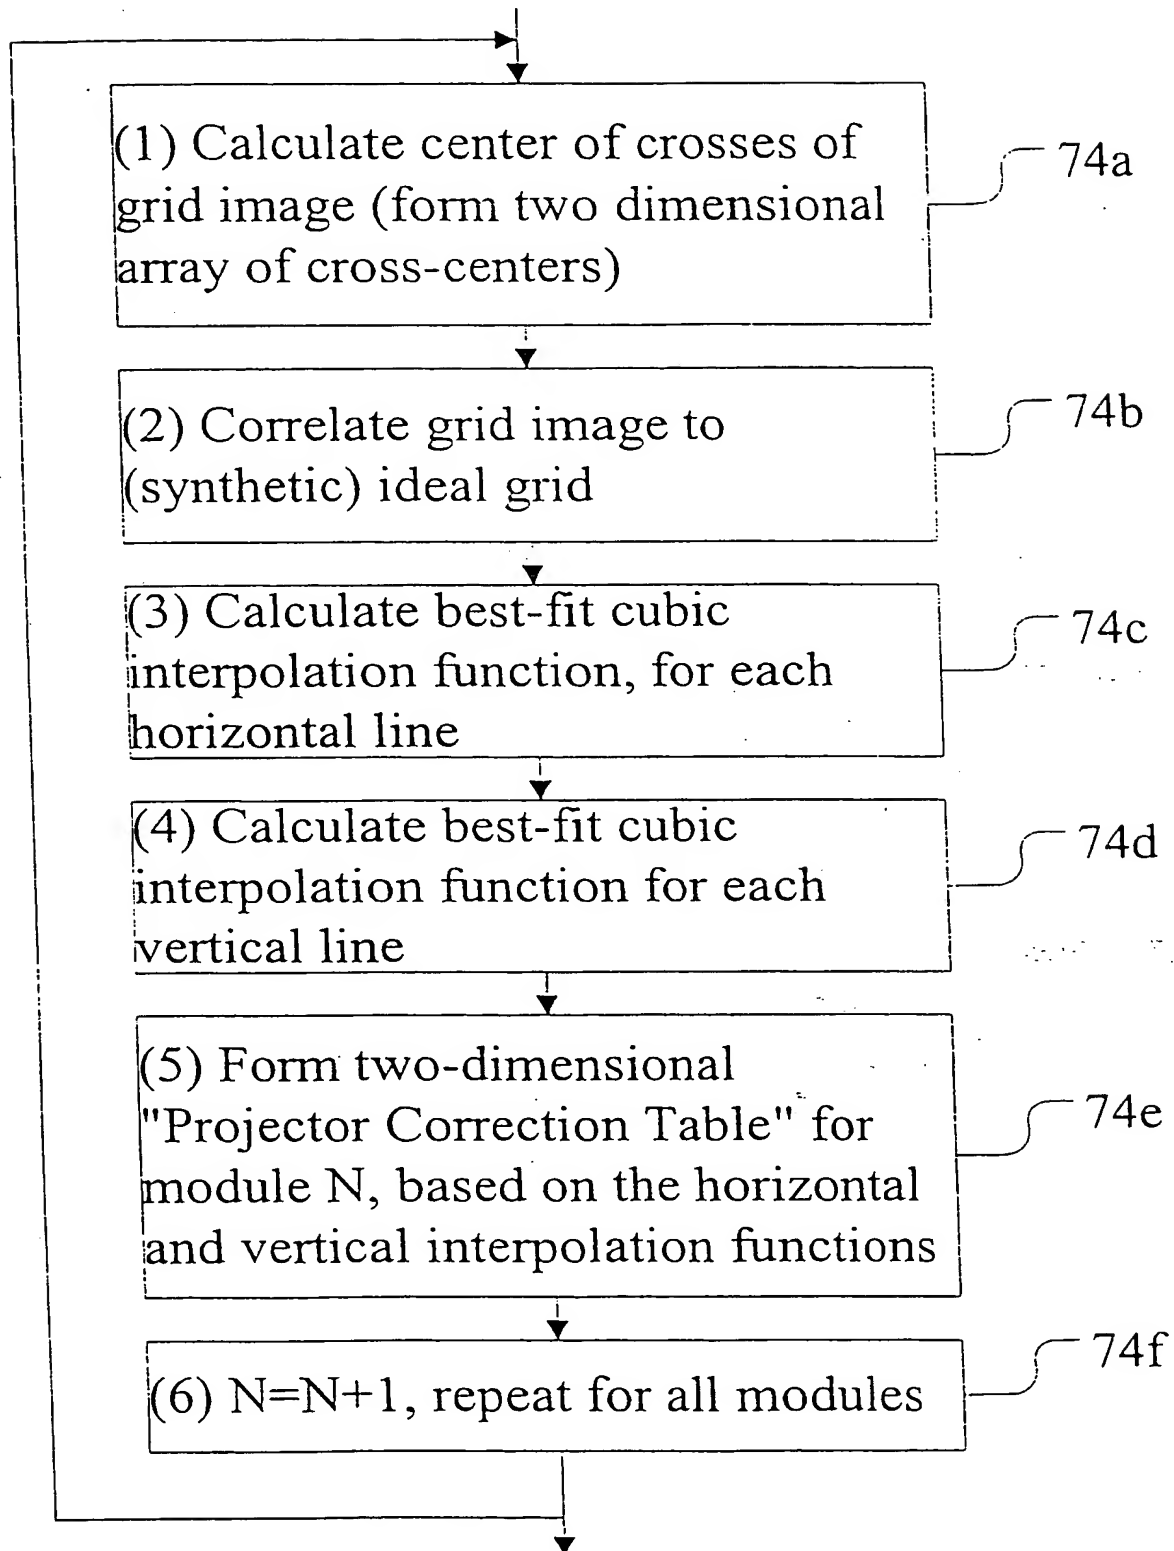 (1) Calculate center of crosses of
grid image (form two dimensional
array of cross-centers)
74a
(2) Correlate grid image to
(synthetic) ideal grid
74b
(3) Calculate best-fit cubic
interpolation function, for each
horizontal line
74c
(4) Calculate best-fit cubic
interpolation function for each
vertical line
74d
(5) Form two-dimensional
"Projector Correction Table" for
module N, based on the horizontal
and vertical interpolation functions
74e
(6) N=N+1, repeat for all modules
74f